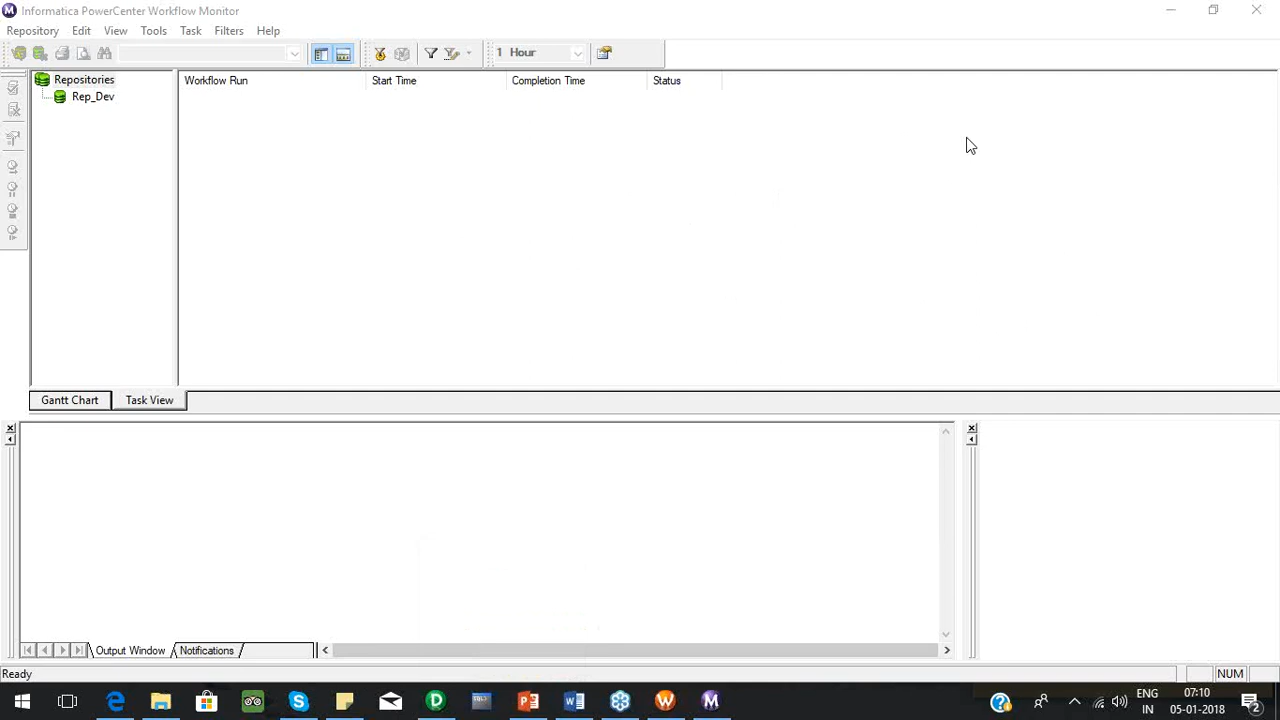 Informatica PowerCenter Workflow Monitor
Repository Edit View Tools Task Filters Help
1 Hour
Repositories
Rep_Dev
Workflow Run Start Time Completion Time Status
Gantt Chart Task View
Output Window Notifications
Ready
NUM
ENG
IN
07:10
05-01-2018
2